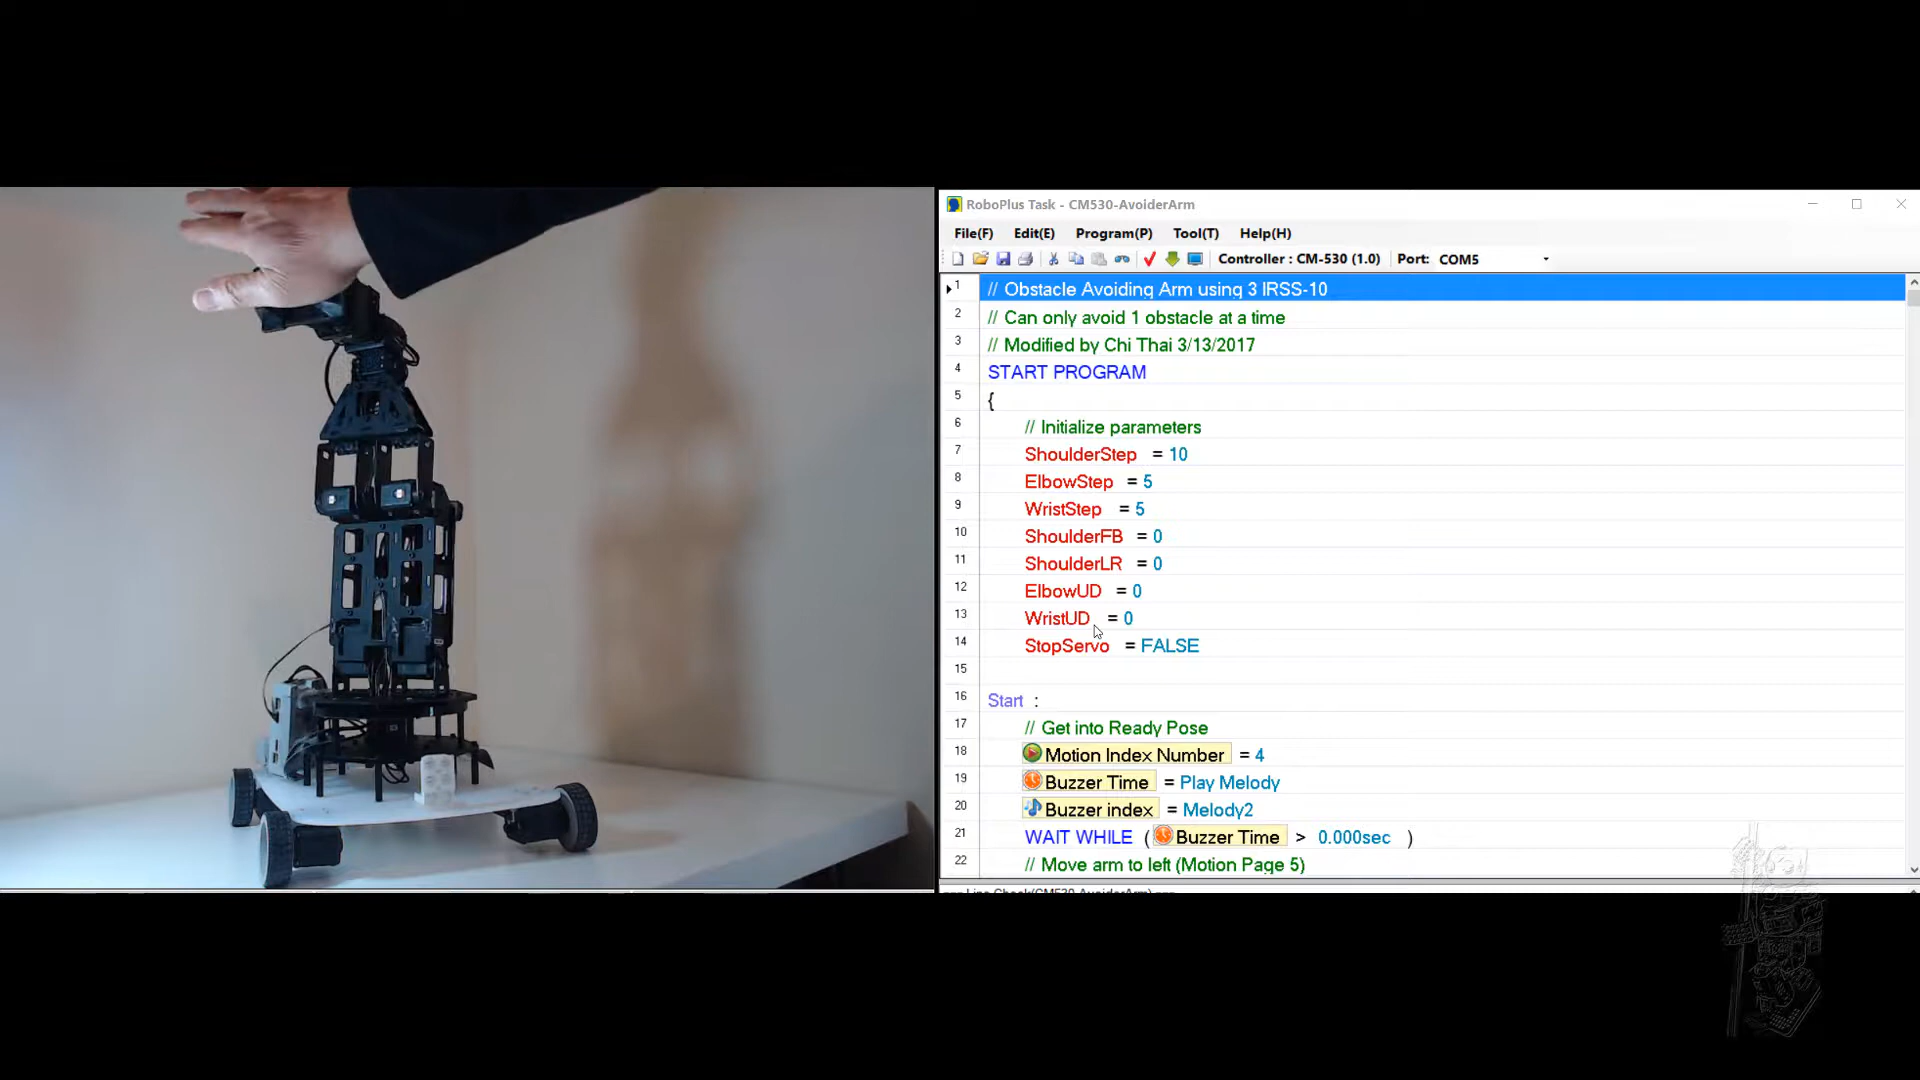 RoboPlus Task - CM530-AvoiderArm
File(F) Edit(E) Program(P) Tool(T) Help(H)
Controller : CM-530 (1.0) Port: COM5
1 // Obstacle Avoiding Arm using 3 IRSS-10
2 // Can only avoid 1 obstacle at a time
3 // Modified by Chi Thai 3/13/2017
4 START PROGRAM
5 {
6 // Initialize parameters
7 ShoulderStep = 10
8 ElbowStep = 5
9 WristStep = 5
10 ShoulderFB = 0
11 ShoulderLR = 0
12 ElbowUD = 0
13 WristUD = 0
14 StopServo = FALSE
15
16 Start :
17 // Get into Ready Pose
18 Motion Index Number = 4
19 Buzzer Time = Play Melody
20 Buzzer index = Melody2
21 WAIT WHILE ( Buzzer Time > 0.000sec )
22 // Move arm to left (Motion Page 5)